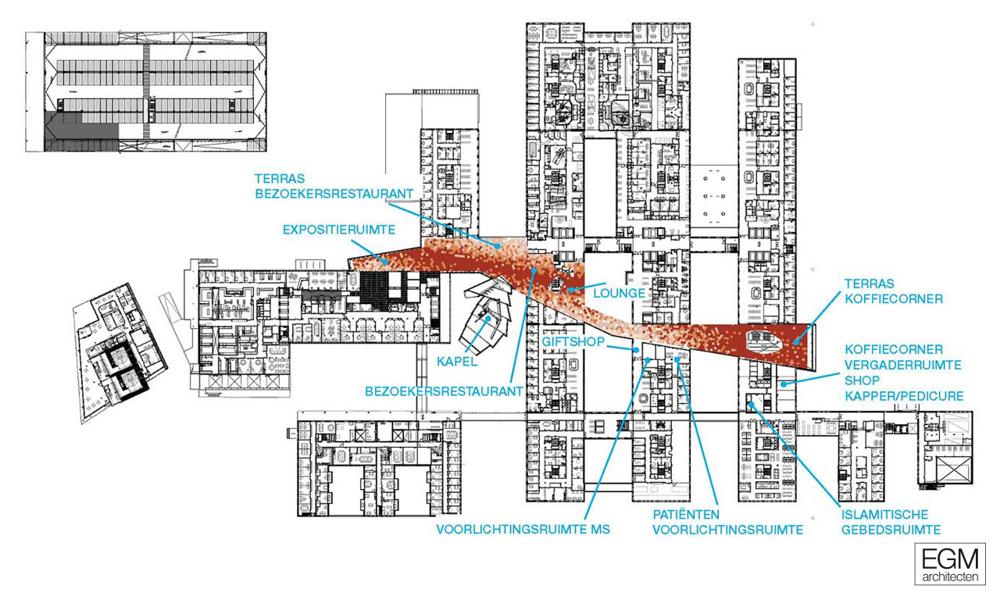 TERRAS
BEZOEKERSRESTAURANT
EXPOSITIERUIMTE
LOUNGE
TERRAS
KOFFIECORNER
GIFTSHOP
KAPEL
KOFFIECORNER
VERGADERRUIMTE
SHOP
KAPPER/PEDICURE
BEZOEKERSRESTAURANT
VOORLICHTINGSRUIMTE MS
PATIËNTEN
VOORLICHTINGSRUIMTE
ISLAMITISCHE
GEBEDSRUIMTE
EGM
architecten